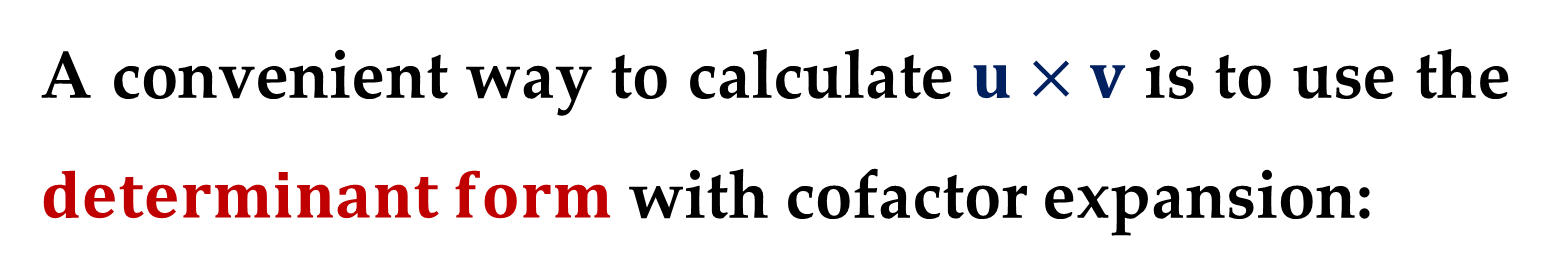 A convenient way to calculate u × v is to use the
determinant form with cofactor expansion: